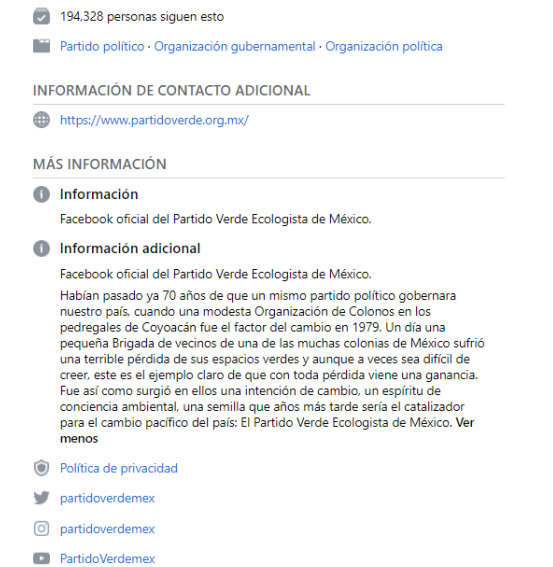 194,328 personas siguen esto
Partido político · Organización gubernamental · Organización política
INFORMACIÓN DE CONTACTO ADICIONAL
https://www.partidoverde.org.mx/
MÁS INFORMACIÓN
Información
Facebook oficial del Partido Verde Ecologista de México.
Información adicional
Facebook oficial del Partido Verde Ecologista de México.
Habían pasado ya 70 años de que un mismo partido político gobernara
nuestro país, cuando una modesta Organización de Colonos en los
pedregales de Coyoacán fue el factor del cambio en 1979. Un día una
pequeña Brigada de vecinos de una de las muchas colonias de México sufrió
una terrible pérdida de sus espacios verdes y aunque a veces sea difícil de
creer, este es el ejemplo claro de que con toda pérdida viene una ganancia.
Fue así como surgió en ellos una intención de cambio, un espíritu de
conciencia ambiental, una semilla que años más tarde sería el catalizador
para el cambio pacífico del país: El Partido Verde Ecologista de México. Ver
menos
Política de privacidad
partidoverdemex
partidoverdemex
PartidoVerdemex